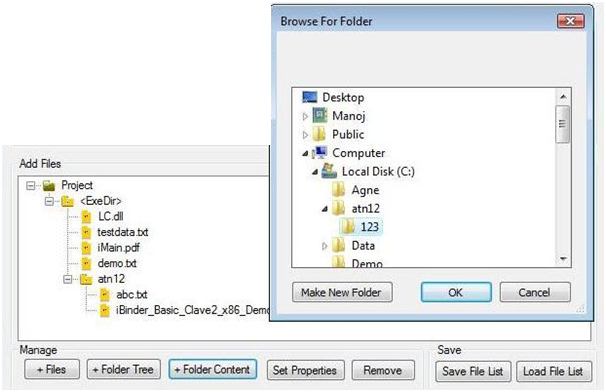 Browse For Folder
Desktop
Manoj
Public
Computer
Local Disk (C:)
Agne
atn12
123
Data
Demo
Make New Folder
OK
Cancel
Add Files
Project
<ExeDir>
LC.dll
testdata.txt
iMain.pdf
demo.txt
atn12
abc.txt
iBinder_Basic_Clave2_x86_Demo
Manage
+ Files
+ Folder Tree
+ Folder Content
Set Properties
Remove
Save
Save File List
Load File List